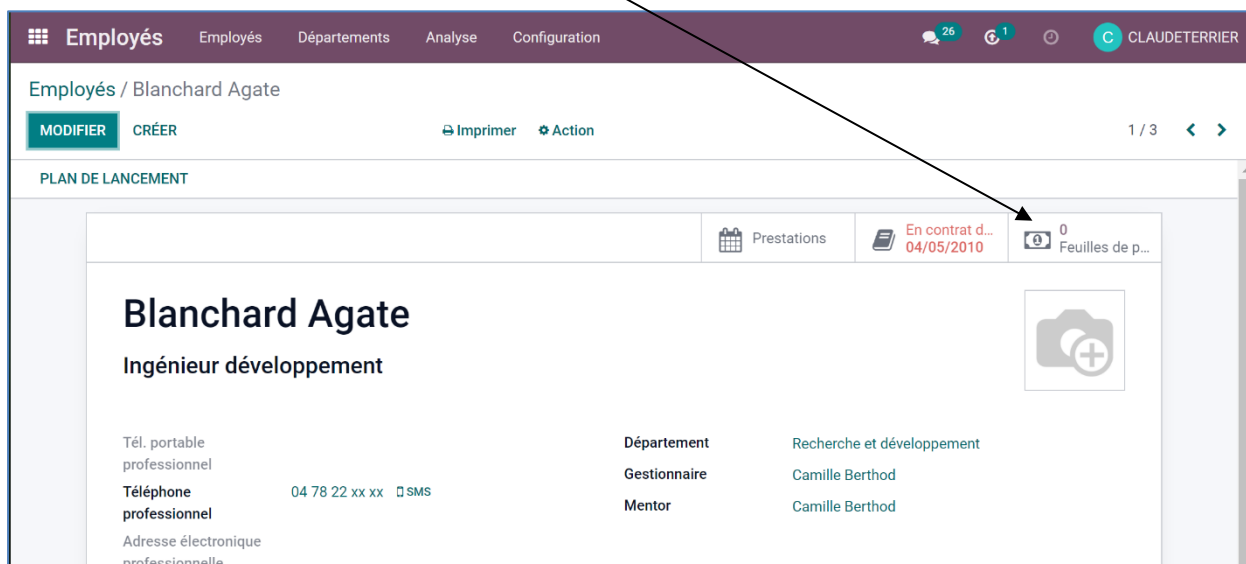 Employés Employés Départements Analyse Configuration 26 1 C CLAUDETERRIER
Employés / Blanchard Agate
MODIFIER CRÉER Imprimer Action 1 / 3
PLAN DE LANCEMENT
Prestations
En contrat d...
04/05/2010
0
Feuilles de p...
Blanchard Agate
Ingénieur développement
Tél. portable
professionnel
Téléphone
professionnel
04 78 22 xx xx SMS
Adresse électronique
professionnelle
Département Recherche et développement
Gestionnaire Camille Berthod
Mentor Camille Berthod